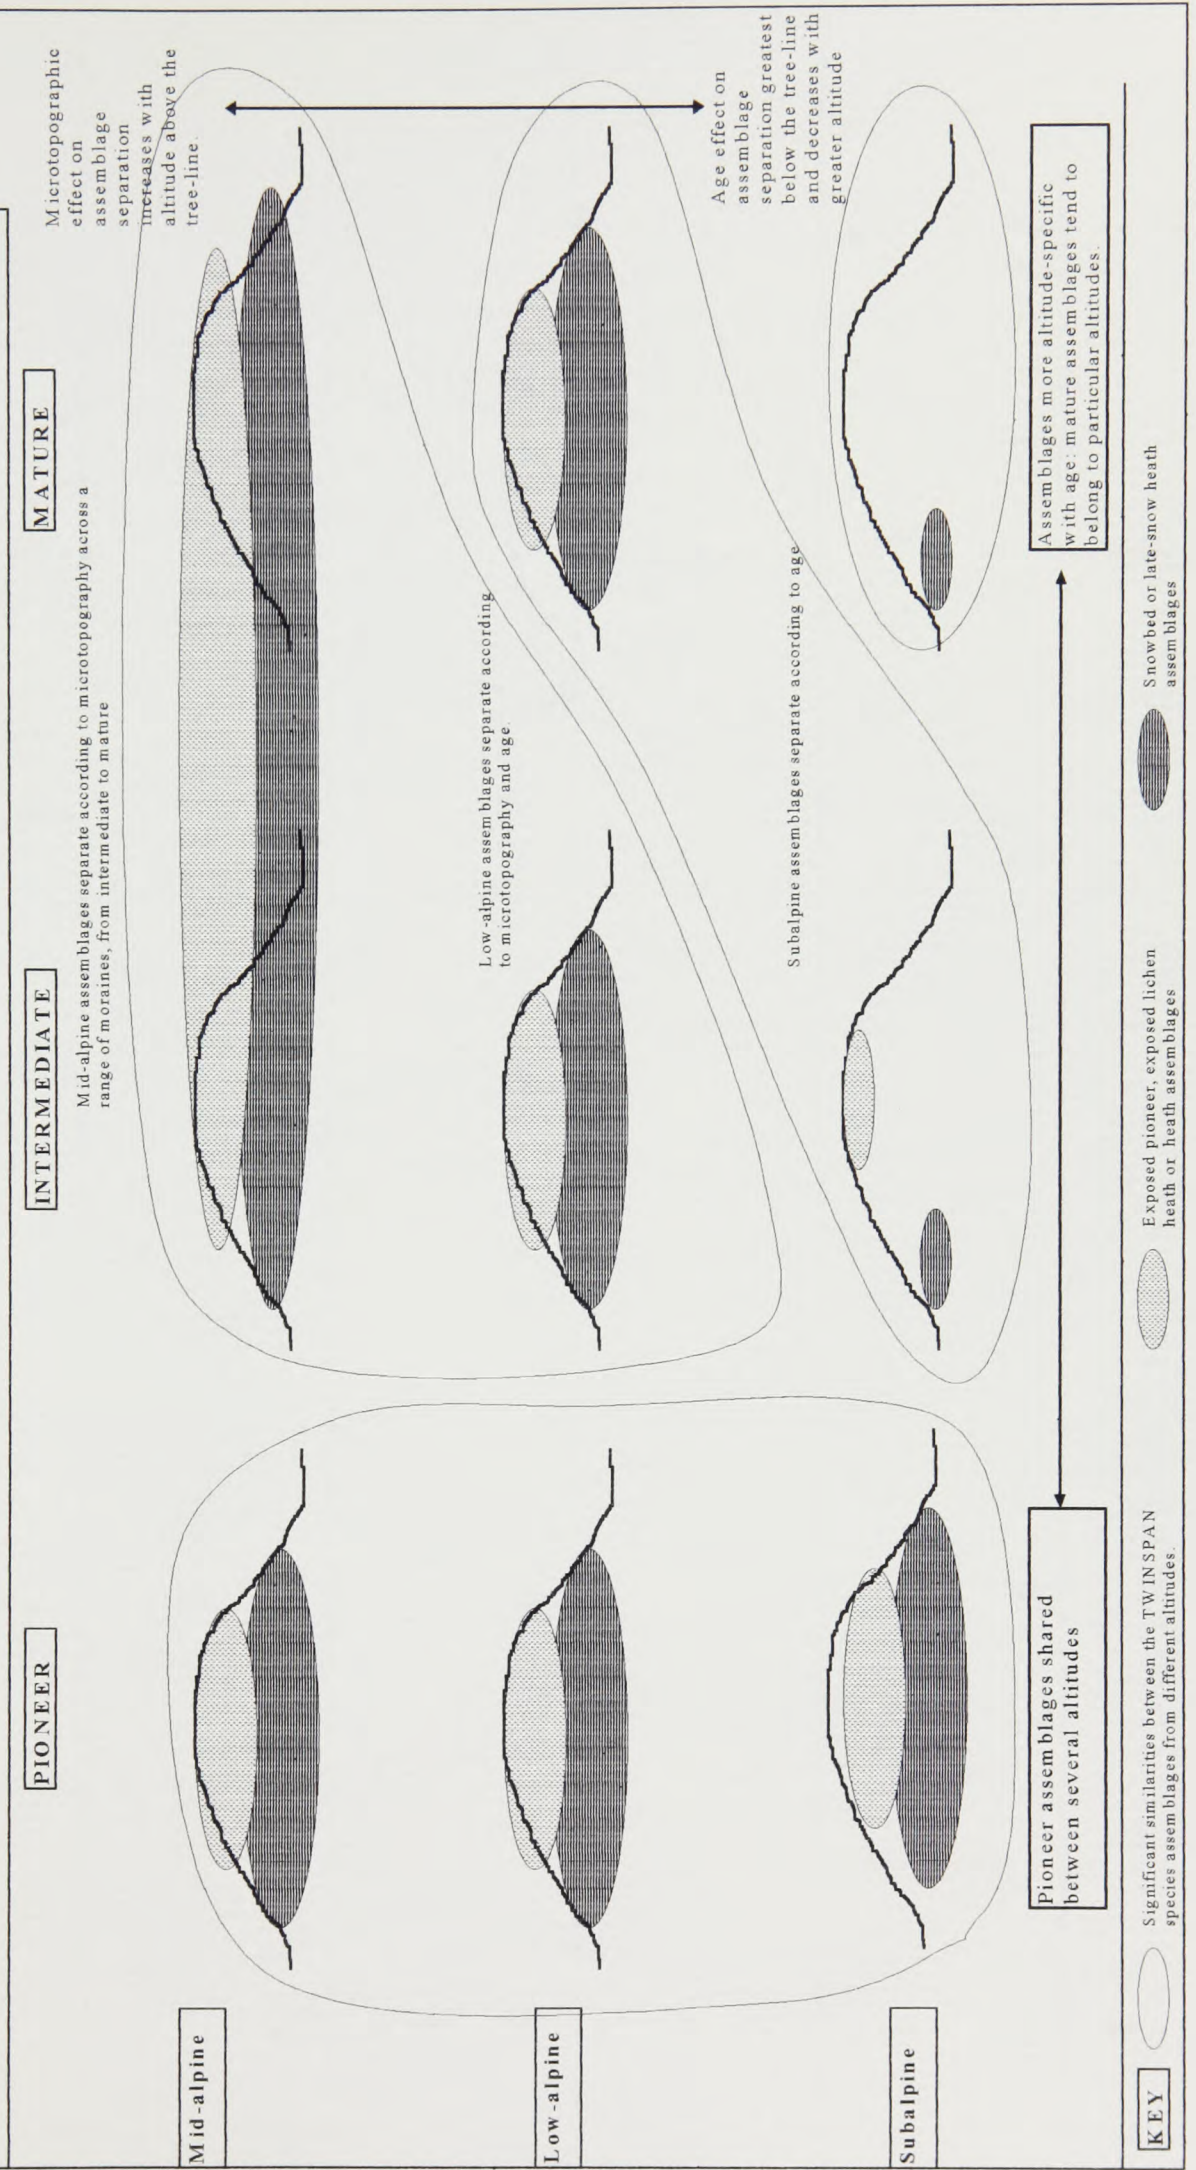 PIONEER
INTERMEDIATE
MATURE
Mid-alpine assemblages separate according to microtopography across a
range of moraines, from intermediate to mature
Microtopographic
effect on
assemblage
separation
increases with
altitude above the
tree-line.
Mid-alpine
Low-alpine assemblages separate according
to microtopography and age.
Low-alpine
Age effect on
assemblage
separation greatest
below the tree-line
and decreases with
greater altitude
Subalpine assemblages separate according to age
Subalpine
Pioneer assemblages shared
between several altitudes
Assemblages more altitude-specific
with age: mature assemblages tend to
belong to particular altitudes.
KEY
Significant similarities between the TWINSPAN
species assemblages from different altitudes.
Exposed pioneer, exposed lichen
heath or heath assemblages
Snowbed or late-snow heath
assemblages